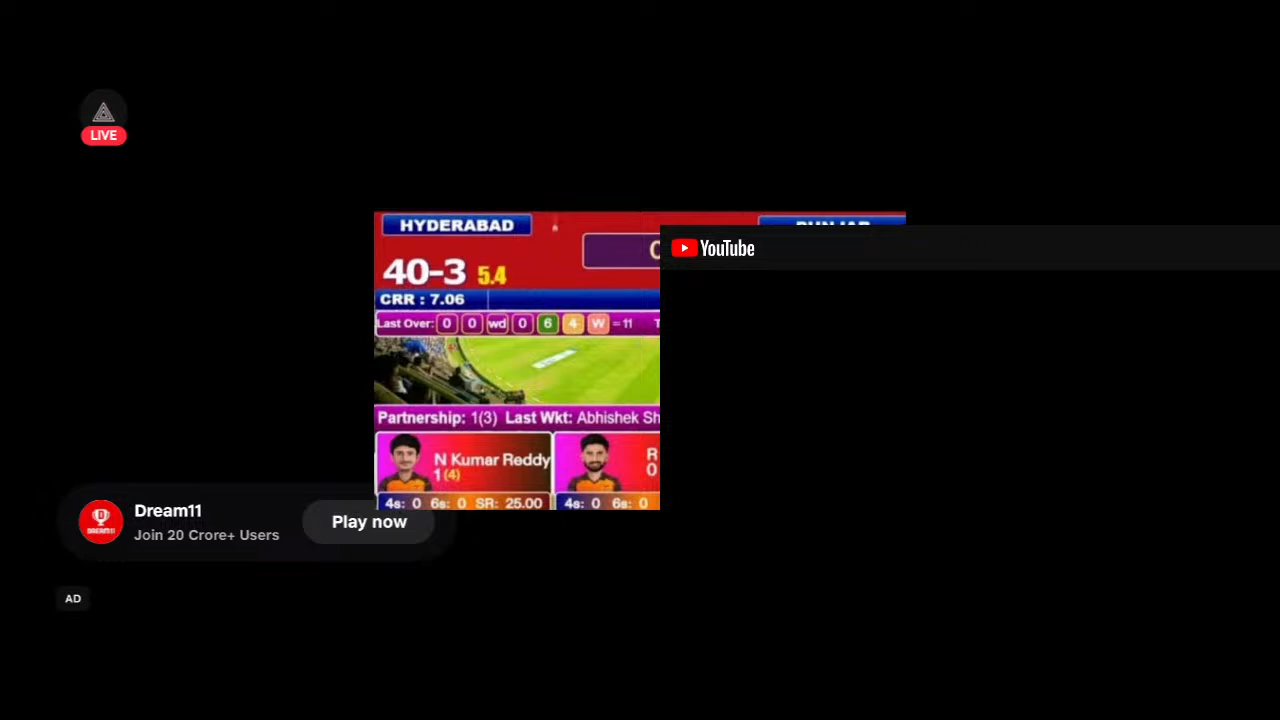 LIVE
HYDERABAD
PUNJAB
40-3 5.4
YouTube
CRR : 7.06
Last Over: 0 0 wd 0 6 4 W = 11 T
Partnership: 1(3) Last Wkt: Abhishek Sh
N Kumar Reddy
1(4)
R
0
4s: 0 6s: 0 SR: 25.00
4s: 0 6s: 0
Dream11
Join 20 Crore+ Users
Play now
AD